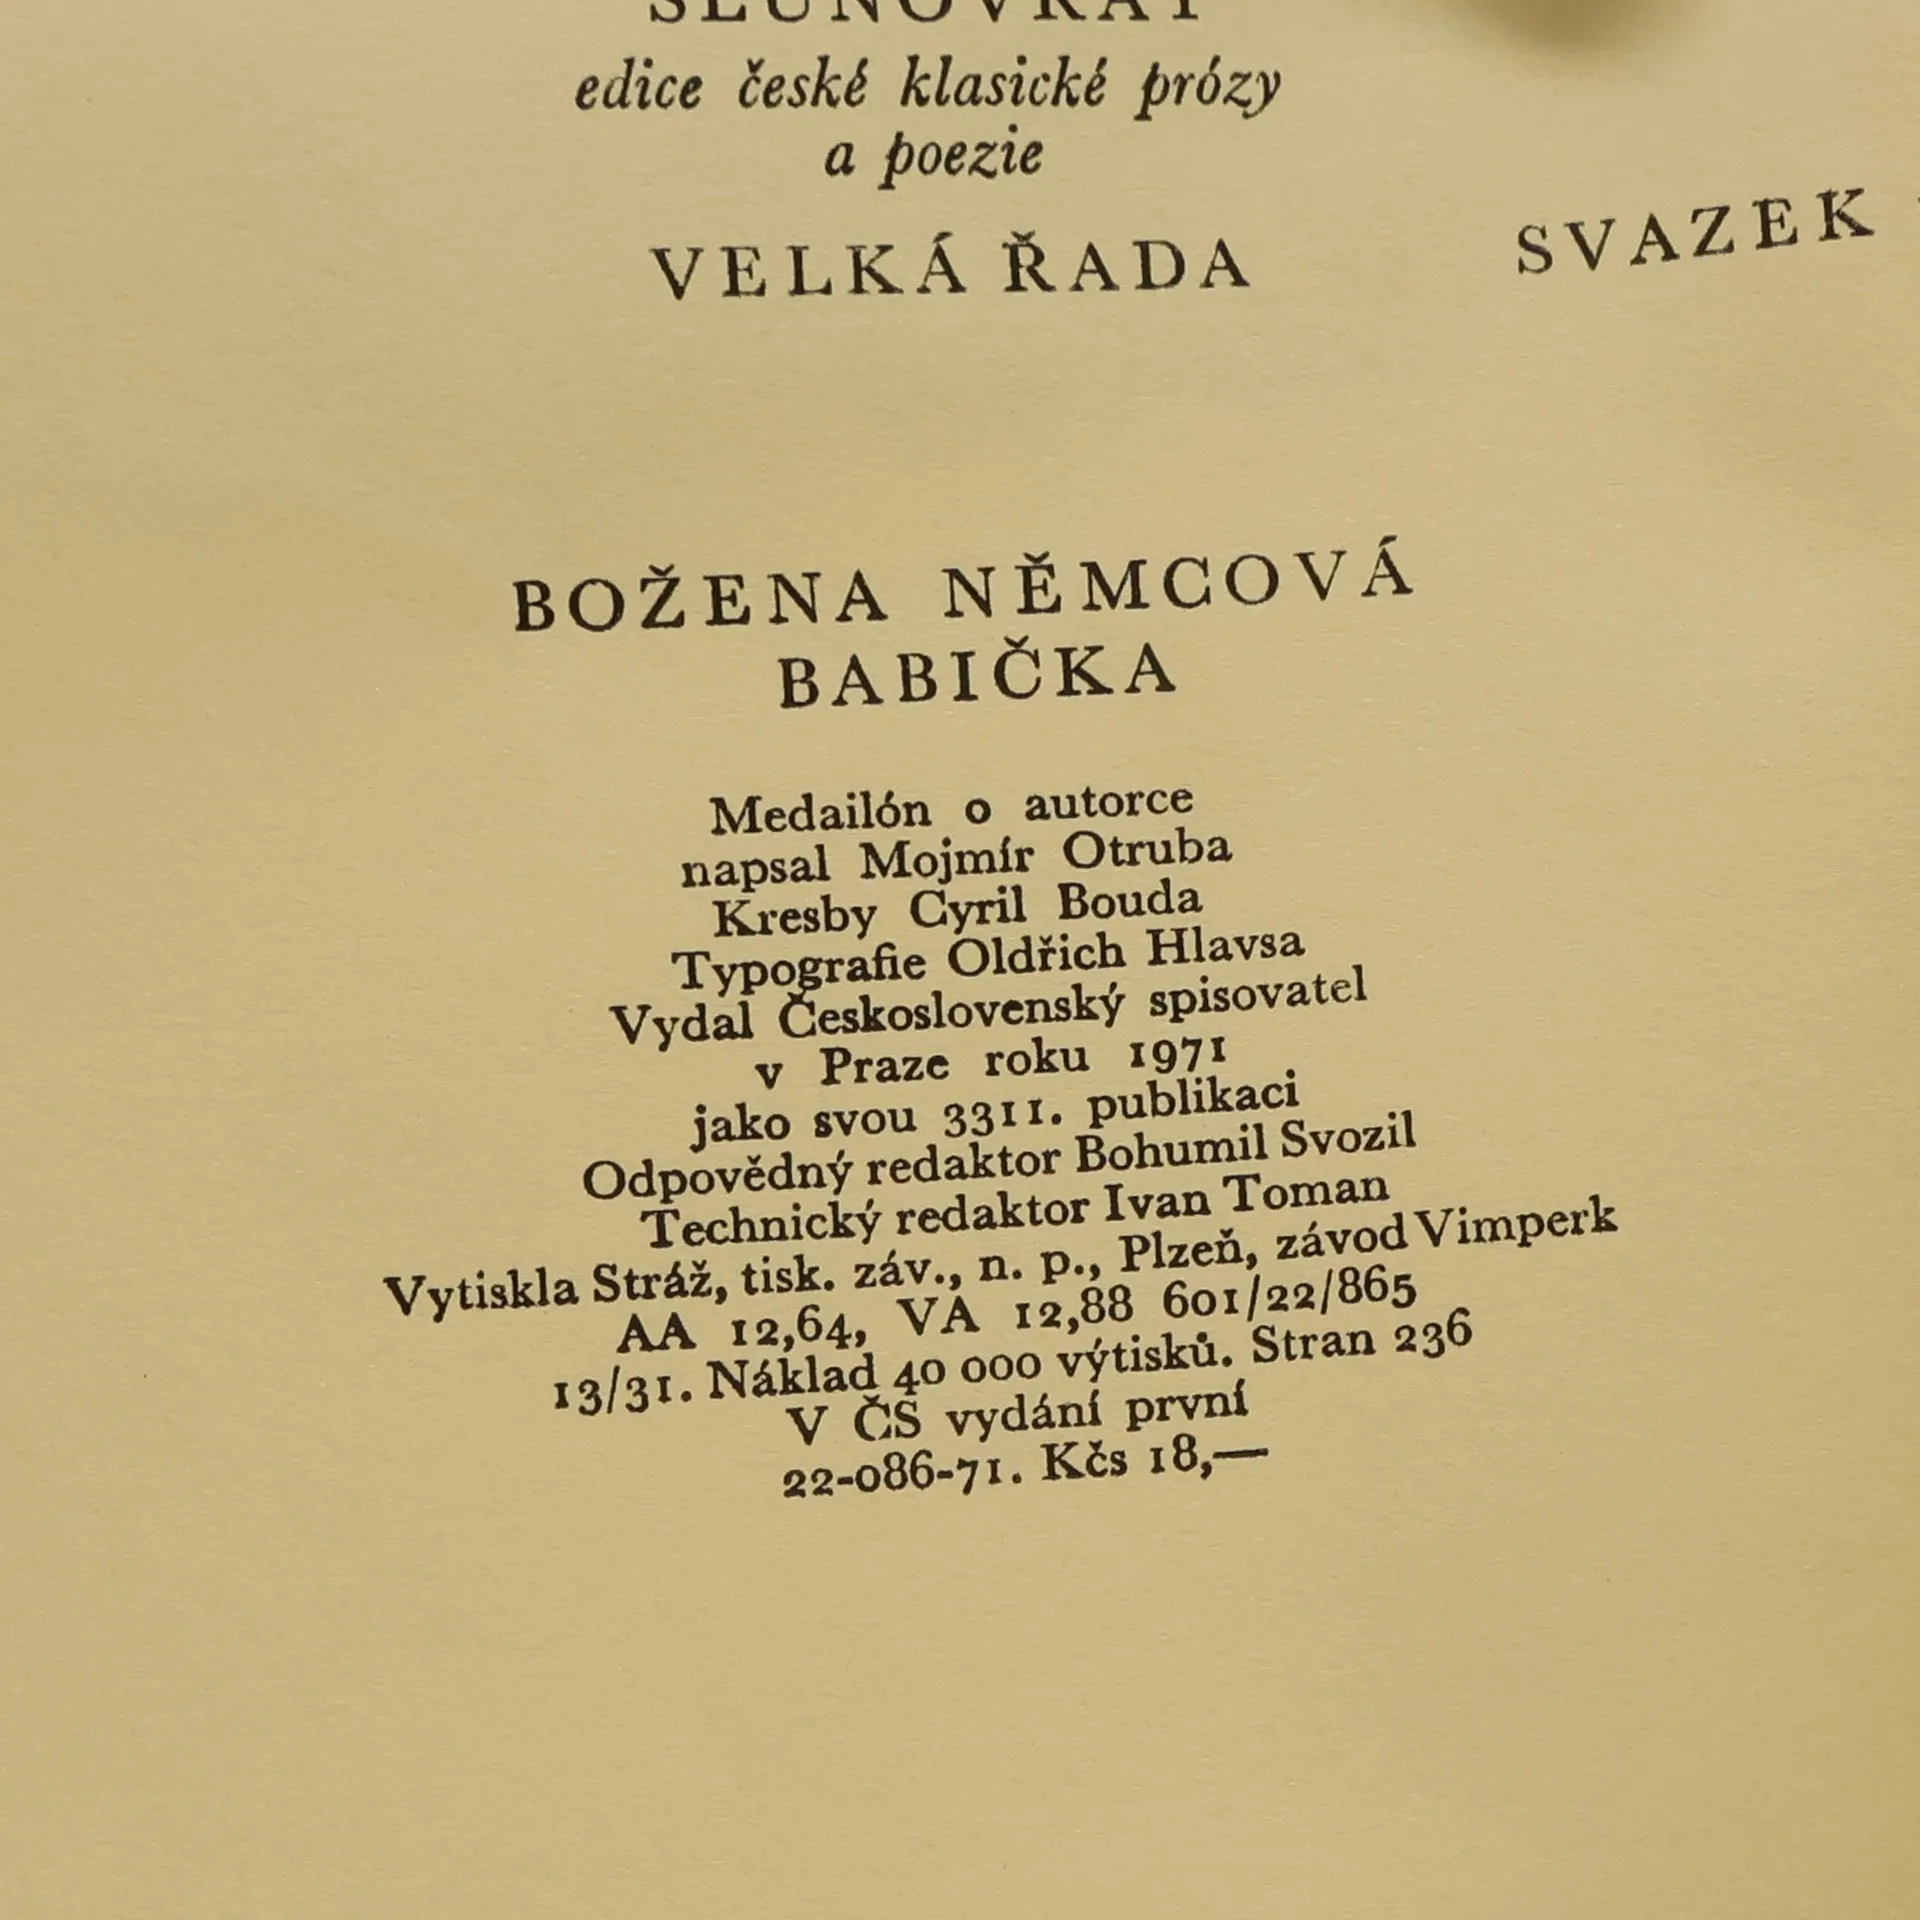 SLUNOVRAT
edice české klasické prózy
a poezie
VELKÁ ŘADA
SVAZEK
BOŽENA NĚMCOVÁ
BABIČKA
Medailón o autorce
napsal Mojmír Otruba
Kresby Cyril Bouda
Typografie Oldřich Hlavsa
Vydal Československý spisovatel
v Praze roku 1971
jako svou 3311. publikaci
Odpovědný redaktor Bohumil Svozil
Technický redaktor Ivan Toman
Vytiskla Stráž, tisk. záv., n. p., Plzeň, závod Vimperk
AA 12,64, VA 12,88 601/22/865
13/31. Náklad 40 000 výtisků. Stran 236
V ČS vydání první
22-086-71. Kčs 18,—